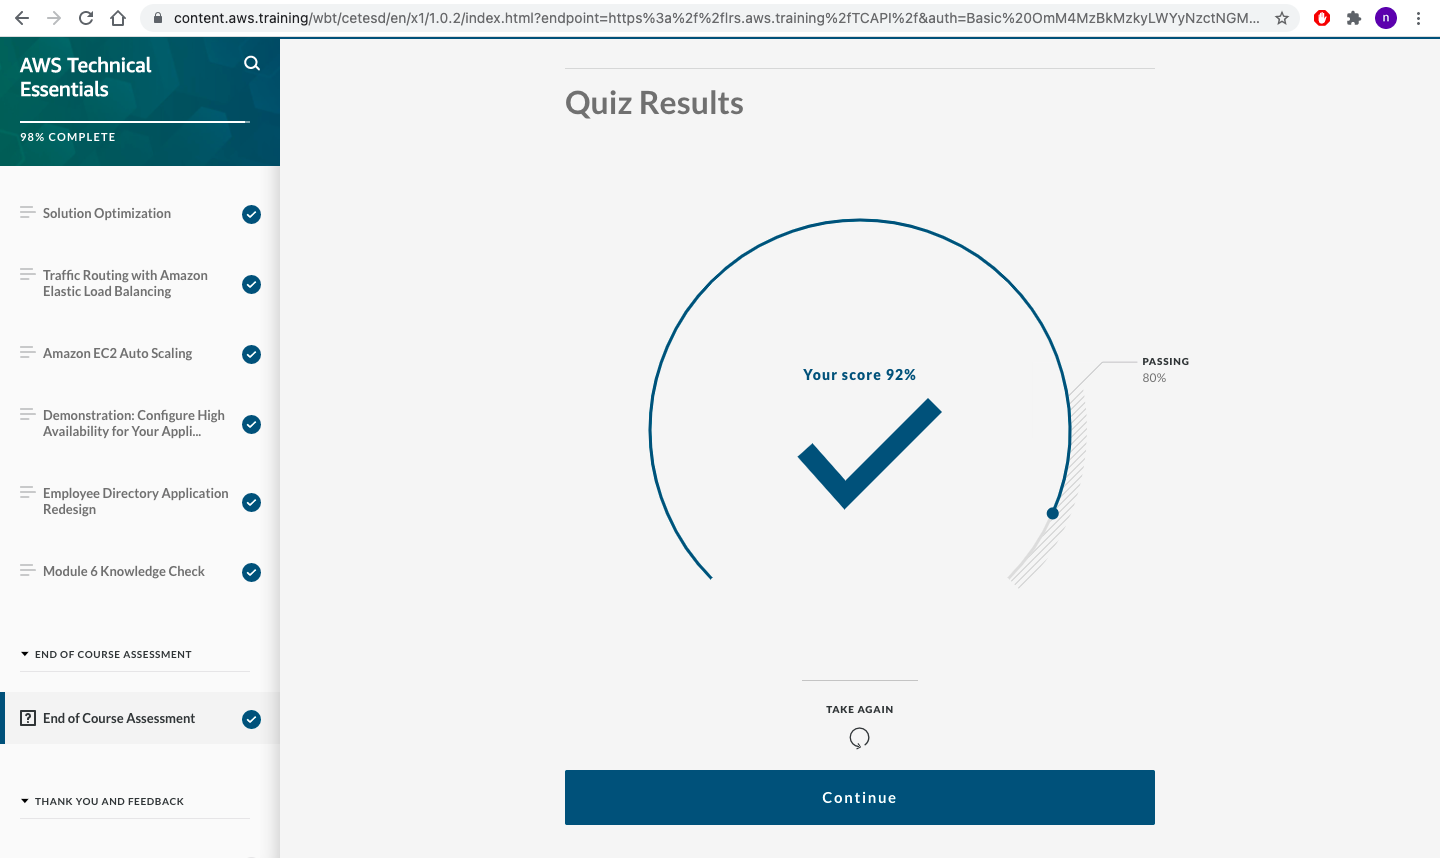 content.aws.training/wbt/cetesd/en/x1/1.0.2/index.html?endpoint=https%3a%2f%2flrs.aws.training%2fTCAPI%2f&auth=Basic%20OmM4MzBkMzkyLWYyNzctNGM...
n
AWS Technical
Essentials
98% COMPLETE
Solution Optimization
Traffic Routing with Amazon
Elastic Load Balancing
Amazon EC2 Auto Scaling
Demonstration: Configure High
Availability for Your Appli...
Employee Directory Application
Redesign
Module 6 Knowledge Check
END OF COURSE ASSESSMENT
End of Course Assessment
THANK YOU AND FEEDBACK
Quiz Results
Your score 92%
PASSING
80%
TAKE AGAIN
Continue